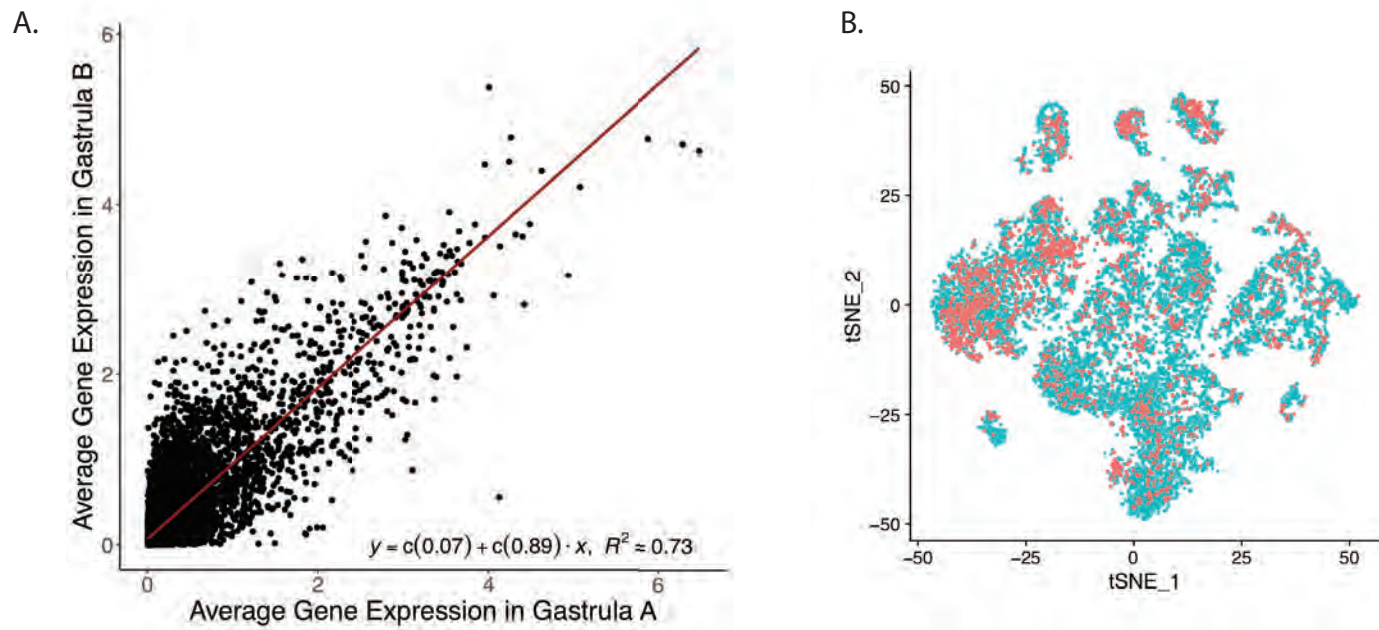 A.
B.
Average Gene Expression in Gastrula B
6
4
2
0
y = c(0.07) + c(0.89) · x, R² ≈ 0.73
0 2 4 6
Average Gene Expression in Gastrula A
tSNE_2
50
25
0
−25
−50
−50 −25 0 25 50
tSNE_1